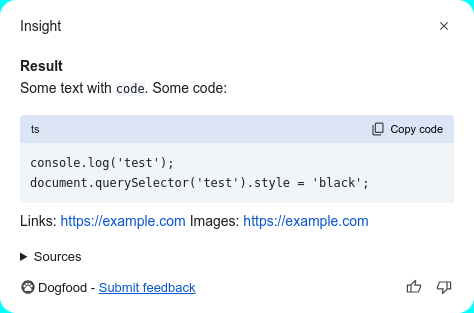 Insight
Result
Some text with code. Some code:
ts Copy code
console.log('test');
document.querySelector('test').style = 'black';
Links: https://example.com Images: https://example.com
Sources
Dogfood - Submit feedback